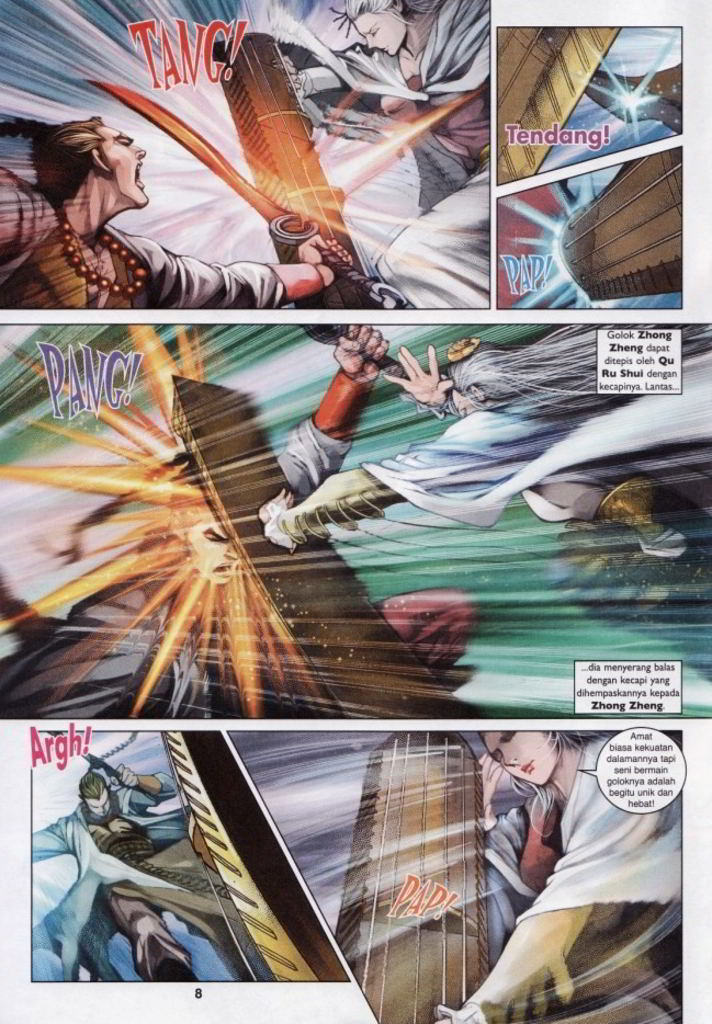 TANG!
Tendang!
PAP!
PANG!
Golok Zhong
Zheng dapat
ditepis oleh Qu
Ru Shui dengan
kecapinya. Lantas...
...dia menyerang balas
dengan kecapi yang
dihempaskannya kepada
Zhong Zheng.
Argh!
Amat
biasa kekuatan
dalamannya tapi
seni bermain
goloknya adalah
begitu unik dan
hebat!
PAP!
8